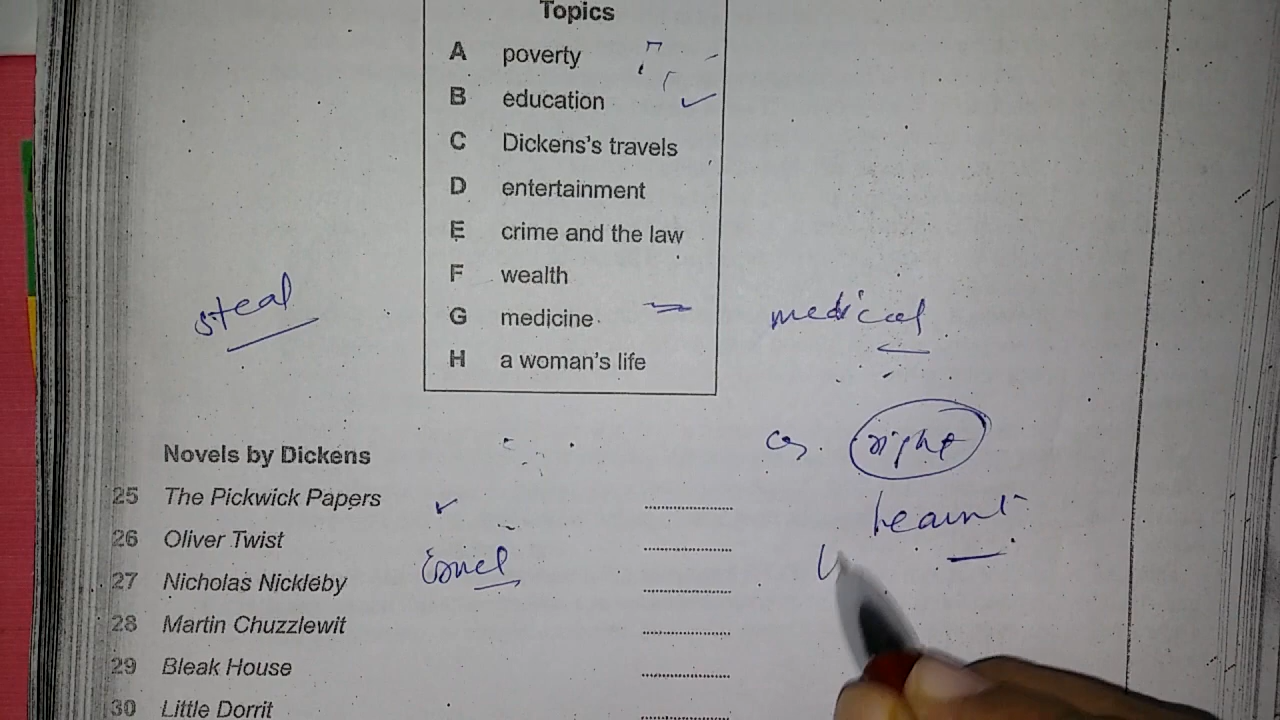 Topics
A poverty
B education
C Dickens's travels
D entertainment
E crime and the law
F wealth
G medicine
H a woman's life
steal
medical
right
Novels by Dickens
25 The Pickwick Papers ....................
26 Oliver Twist ....................
27 Nicholas Nickleby ....................
28 Martin Chuzzlewit ....................
29 Bleak House ....................
30 Little Dorrit ....................